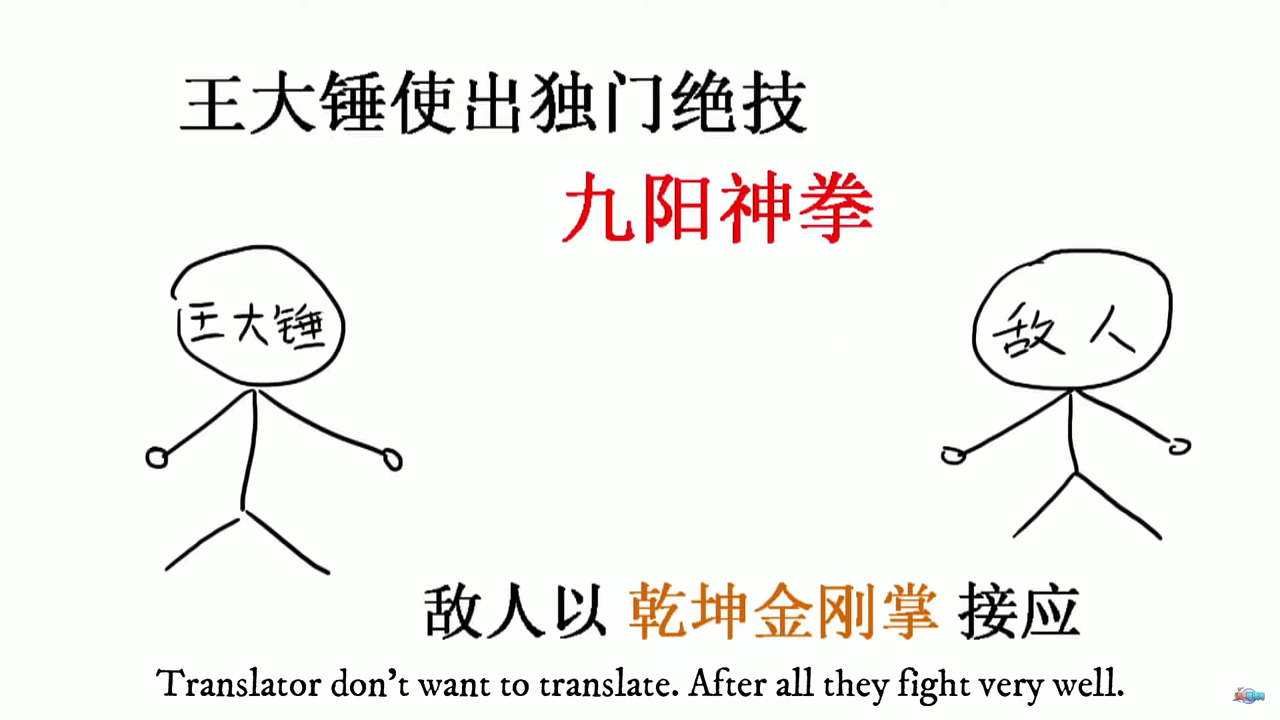 王大锤使出独门绝技
九阳神拳
王大锤
敌人
敌人以 乾坤金刚掌 接应
Translator don't want to translate. After all they fight very well.